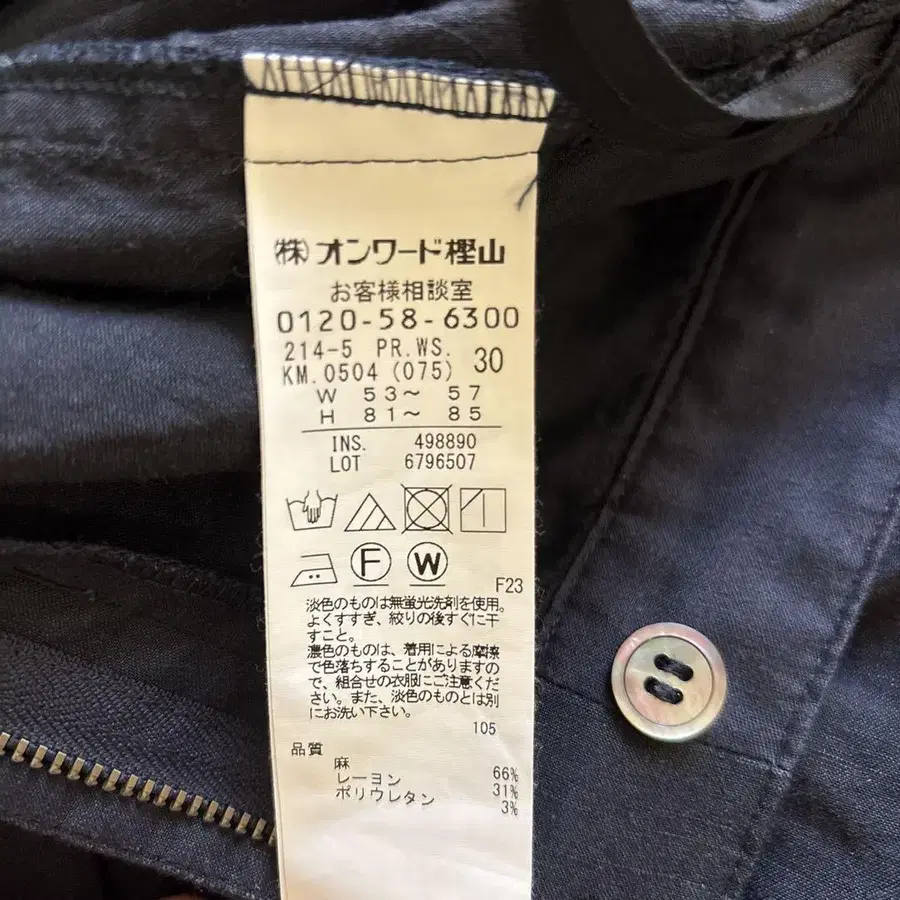 ㈱オンワード樫山
お客様相談室
0120-58-6300
214-5 PR.WS. 30
KM.0504 (075)
W 53~ 57
H 81~ 85
INS. 498890
LOT 6796507
F W
F23
淡色のものは無蛍光洗剤を使用。
よくすすぎ、絞りの後すぐに干
すこと。
濃色のものは、着用による摩擦
で色落ちすることがありますの
で、組合せの衣服にご注意くだ
さい。また、淡色のものとは別
にお洗い下さい。
105
品質
麻 66%
レーヨン 31%
ポリウレタン 3%